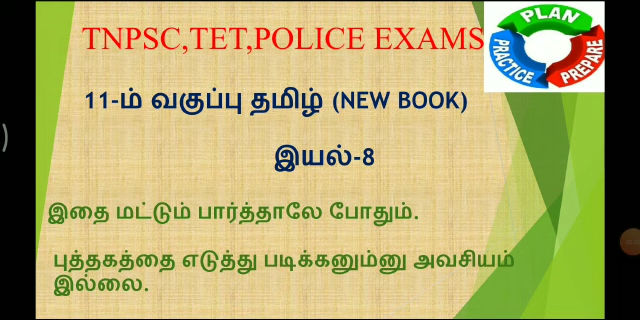 TNPSC,TET,POLICE EXAMS
PLAN
PRACTICE
PREPARE
11-ம் வகுப்பு தமிழ் (NEW BOOK)
இயல்-8
இதை மட்டும் பார்த்தாலே போதும்.
புத்தகத்தை எடுத்து படிக்கனும்னு அவசியம்
இல்லை.